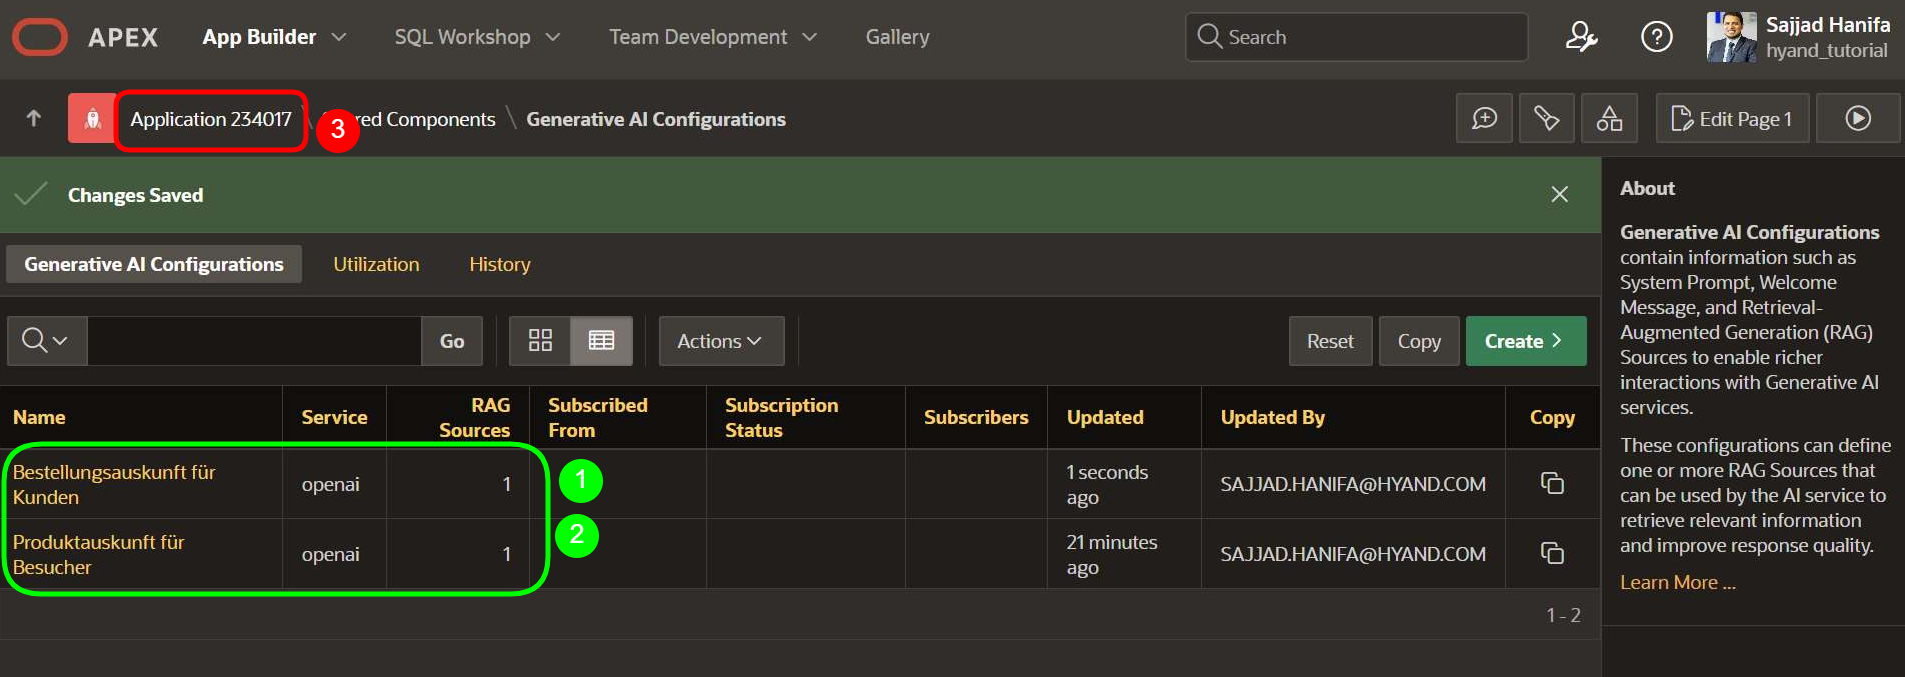 APEX App Builder SQL Workshop Team Development Gallery Search Sajjad Hanifa
hyand_tutorial
Application 234017 \ 3 red Components \ Generative AI Configurations Edit Page 1
Changes Saved
Generative AI Configurations Utilization History
Go Actions Reset Copy Create
Name Service RAG Sources Subscribed From Subscription Status Subscribers Updated Updated By Copy
Bestellungsauskunft für
Kunden
openai 1 1 1 seconds
ago
SAJJAD.HANIFA@HYAND.COM
2
Produktauskunft für
Besucher
openai 1 21 minutes
ago
SAJJAD.HANIFA@HYAND.COM
1 - 2
About
Generative AI Configurations
contain information such as
System Prompt, Welcome
Message, and Retrieval-
Augmented Generation (RAG)
Sources to enable richer
interactions with Generative AI
services.
These configurations can define
one or more RAG Sources that
can be used by the AI service to
retrieve relevant information
and improve response quality.
Learn More ...